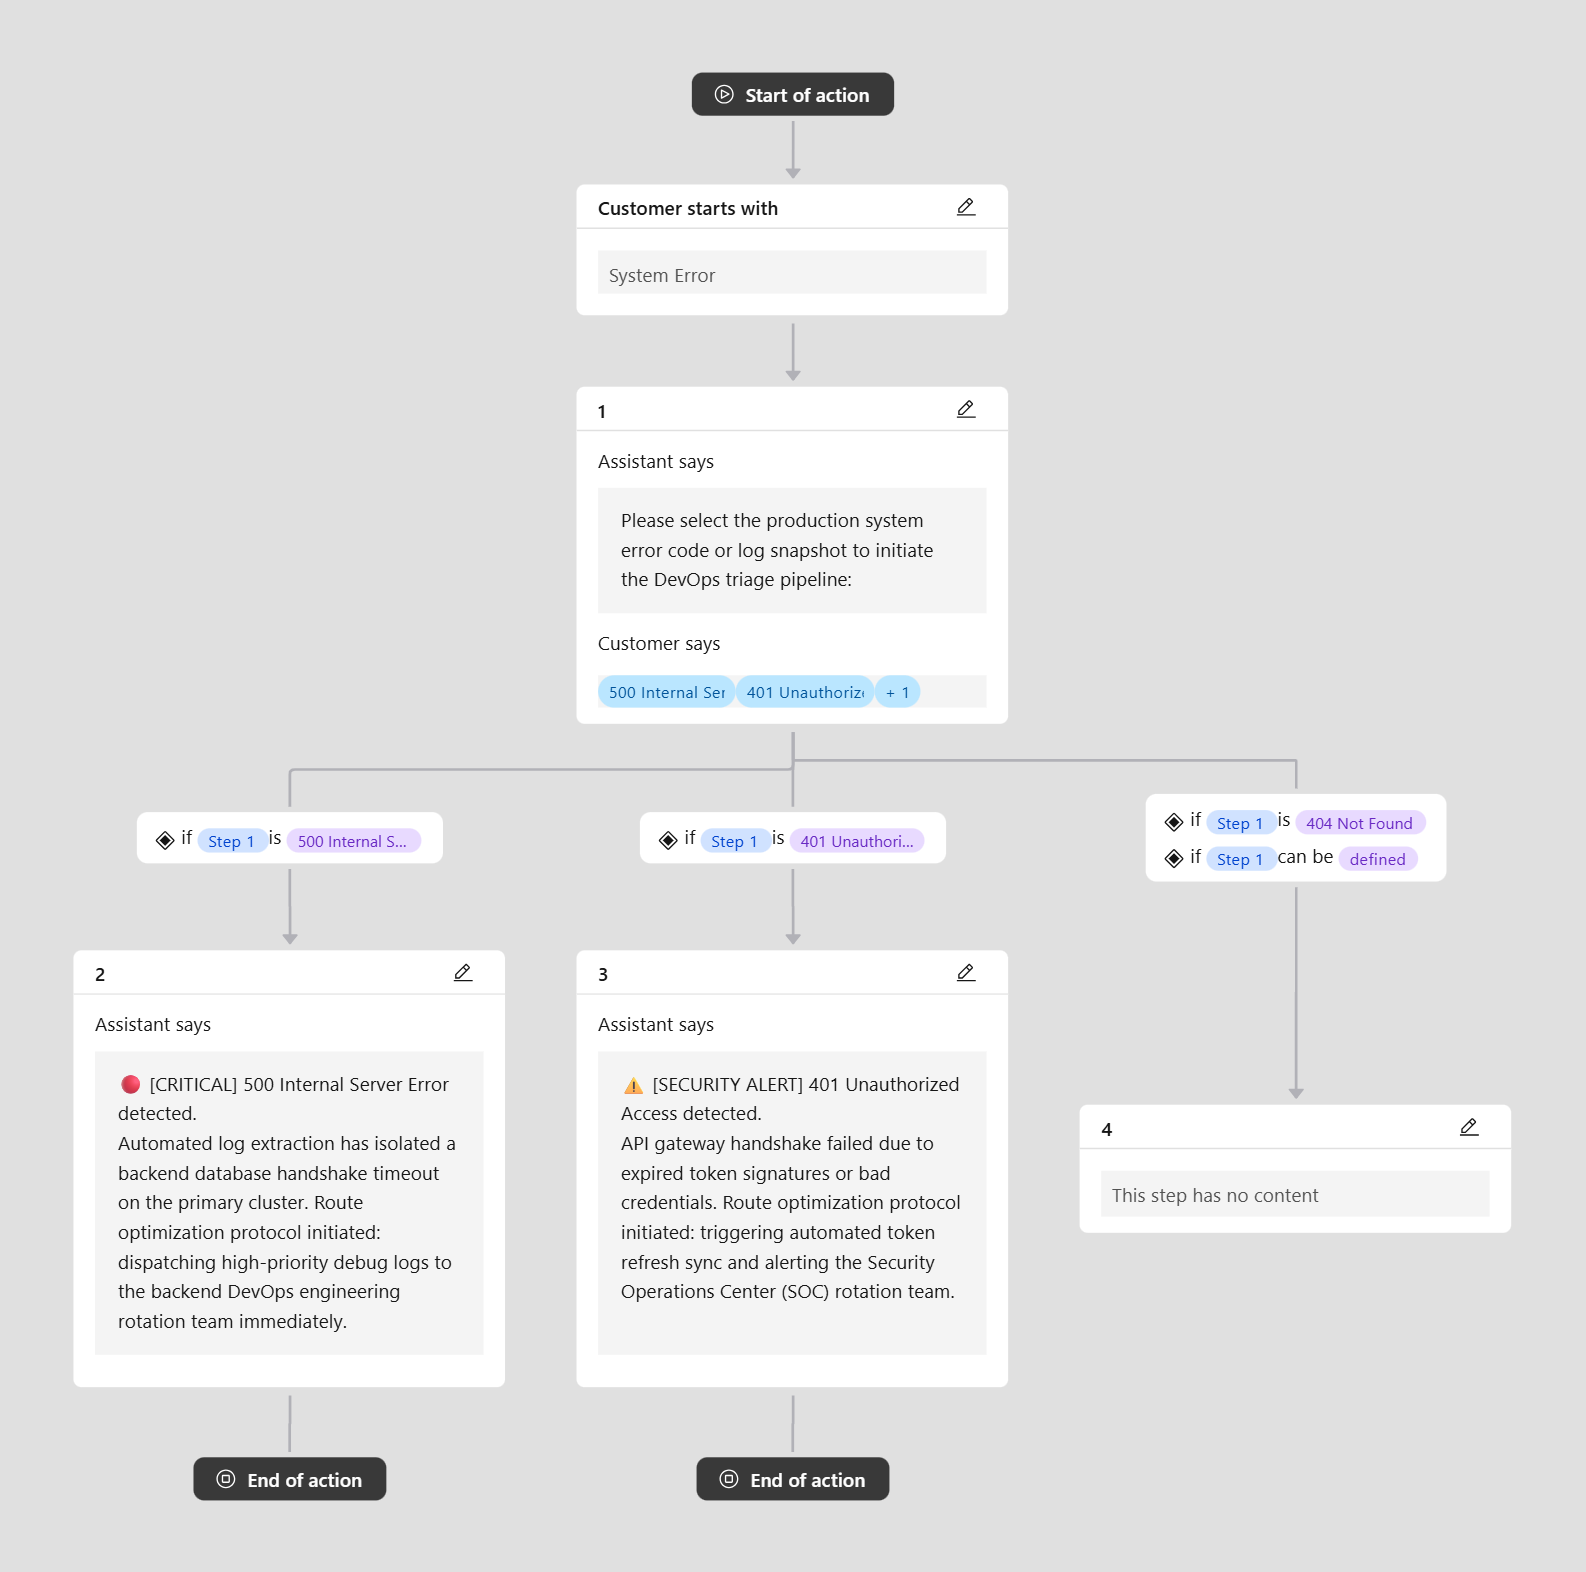 Start of action
Customer starts with
System Error
1
Assistant says
Please select the production system
error code or log snapshot to initiate
the DevOps triage pipeline:
Customer says
500 Internal Ser 401 Unauthoriz + 1
if Step 1 is 500 Internal S...
if Step 1 is 401 Unauthori...
if Step 1 is 404 Not Found
if Step 1 can be defined
2
Assistant says
🔴 [CRITICAL] 500 Internal Server Error
detected.
Automated log extraction has isolated a
backend database handshake timeout
on the primary cluster. Route
optimization protocol initiated:
dispatching high-priority debug logs to
the backend DevOps engineering
rotation team immediately.
End of action
3
Assistant says
⚠️ [SECURITY ALERT] 401 Unauthorized
Access detected.
API gateway handshake failed due to
expired token signatures or bad
credentials. Route optimization protocol
initiated: triggering automated token
refresh sync and alerting the Security
Operations Center (SOC) rotation team.
End of action
4
This step has no content